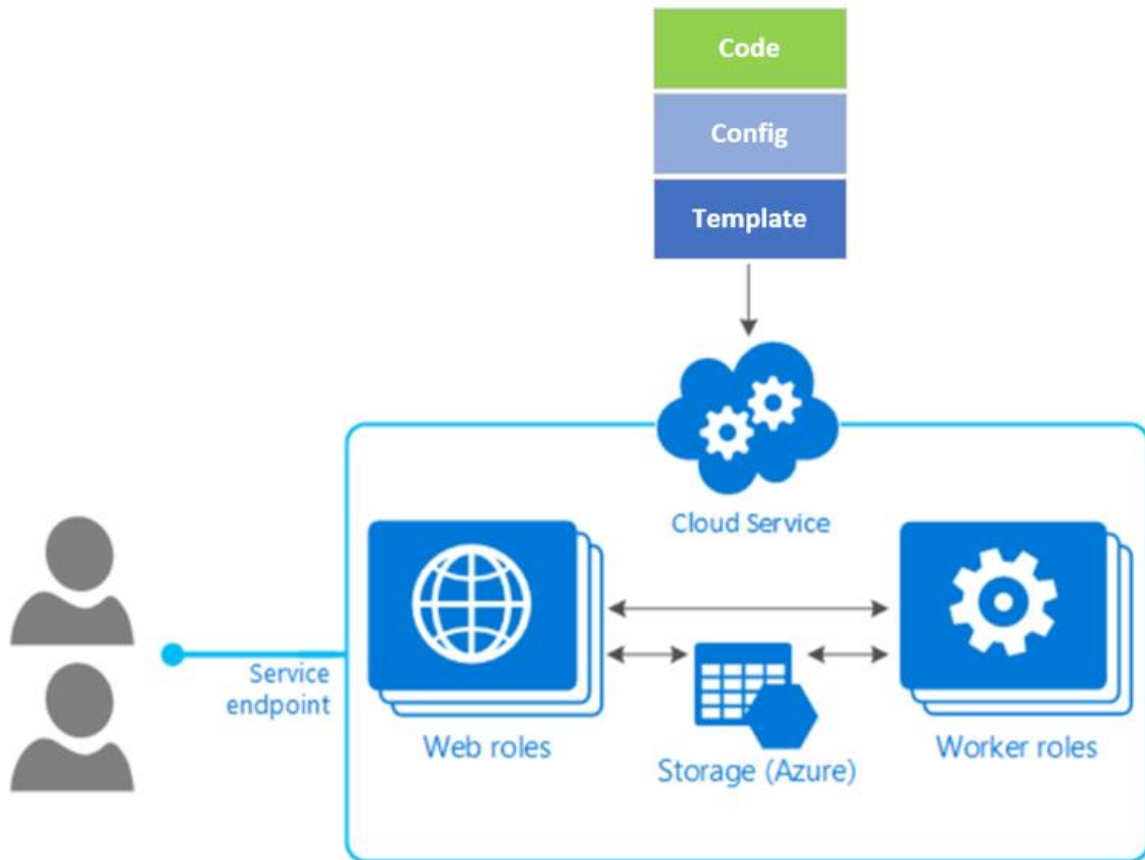 Code
Config
Template
Cloud Service
Service
endpoint
Web roles
Storage (Azure)
Worker roles